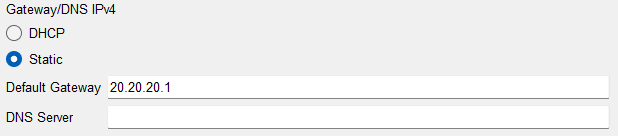 Gateway/DNS IPv4
DHCP
Static
Default Gateway 20.20.20.1
DNS Server